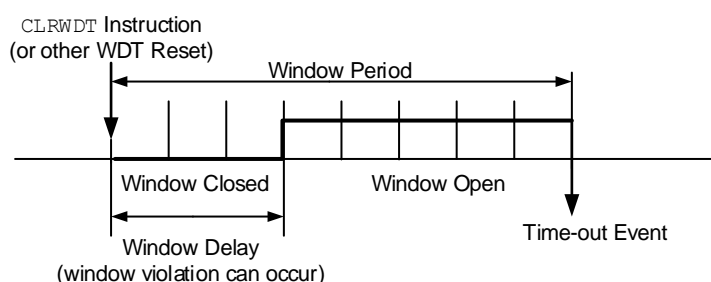 CLRWDT Instruction
(or other WDT Reset)
Window Period
Window Closed
Window Open
Window Delay
(window violation can occur)
Time-out Event